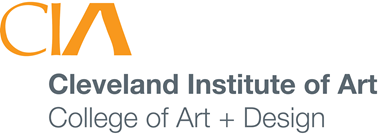 CIA
Cleveland Institute of Art
College of Art + Design